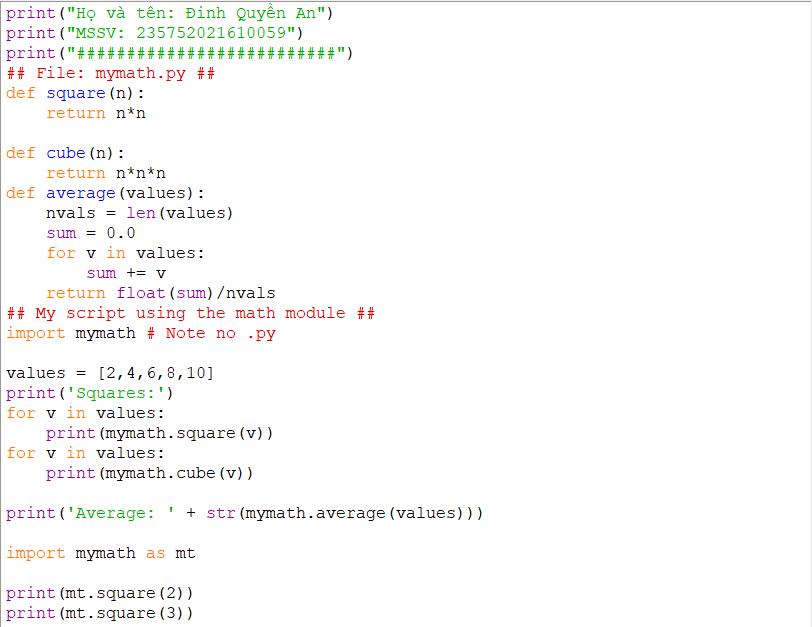 print("Họ và tên: Đinh Quyền An")
print("MSSV: 235752021610059")
print("##########################")
## File: mymath.py ##
def square(n):
    return n*n

def cube(n):
    return n*n*n
def average(values):
    nvals = len(values)
    sum = 0.0
    for v in values:
        sum += v
    return float(sum)/nvals
## My script using the math module ##
import mymath # Note no .py

values = [2,4,6,8,10]
print('Squares:')
for v in values:
    print(mymath.square(v))
for v in values:
    print(mymath.cube(v))

print('Average: ' + str(mymath.average(values)))

import mymath as mt

print(mt.square(2))
print(mt.square(3))